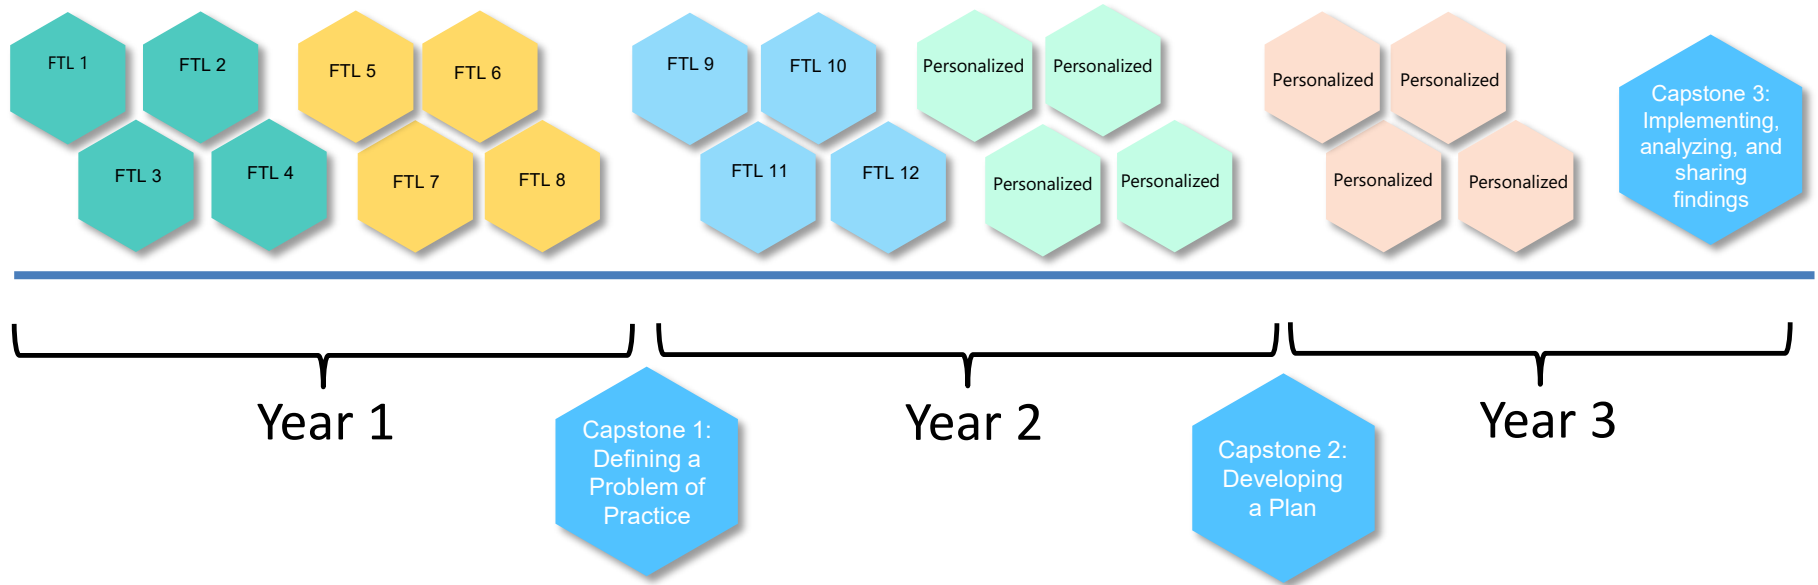 FTL 1
FTL 2
FTL 3
FTL 4
FTL 5
FTL 6
FTL 7
FTL 8
FTL 9
FTL 10
FTL 11
FTL 12
Personalized
Personalized
Personalized
Personalized
Personalized
Personalized
Personalized
Personalized
Capstone 3:
Implementing,
analyzing, and
sharing
findings
Year 1
Capstone 1:
Defining a
Problem of
Practice
Year 2
Capstone 2:
Developing
a Plan
Year 3